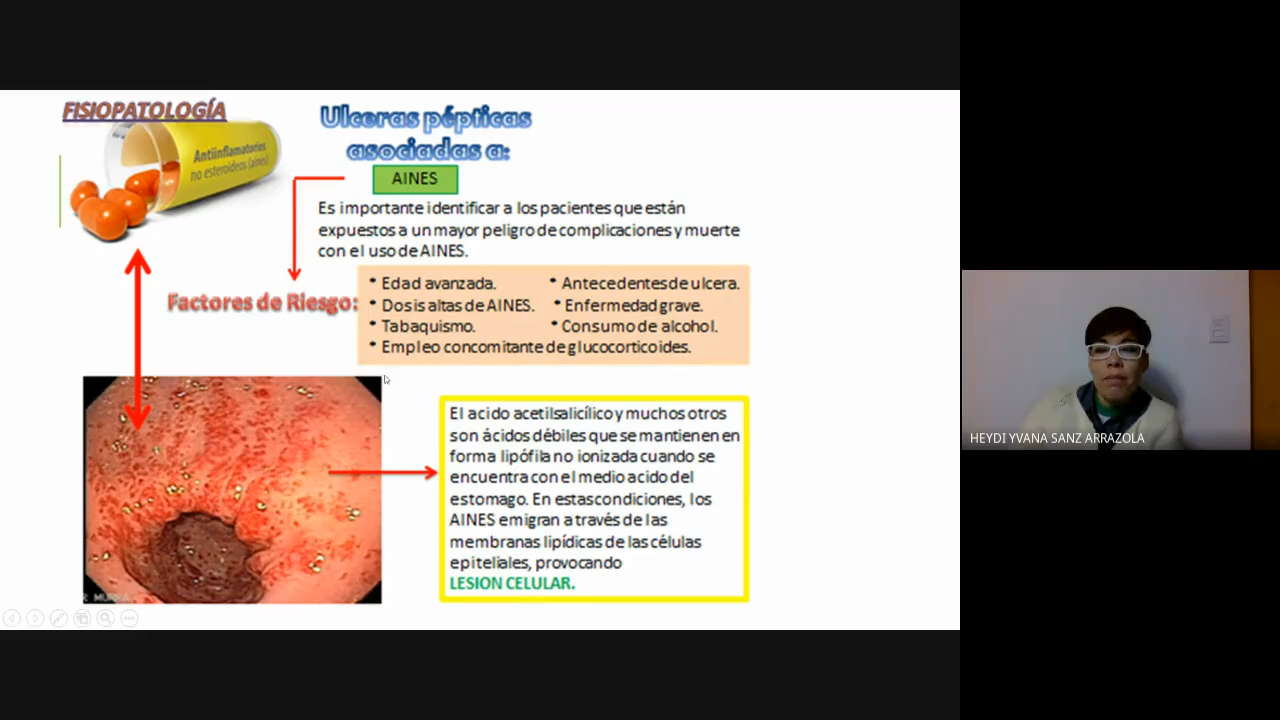 FISIOPATOLOGÍA
Antiinflamatorios
no esteroideos (aines)
Ulceras pépticas
asociadas a:
AINES
Es importante identificar a los pacientes que están
expuestos a un mayor peligro de complicaciones y muerte
con el uso de AINES.
Factores de Riesgo:
* Edad avanzada. * Antecedentes de ulcera.
* Dosis altas de AINES. * Enfermedad grave.
* Tabaquismo. * Consumo de alcohol.
* Empleo concomitante de glucocorticoides.
El acido acetilsalicílico y muchos otros
son ácidos débiles que se mantienen en
forma lipófila no ionizada cuando se
encuentra con el medio acido del
estomago. En estas condiciones, los
AINES emigran a través de las
membranas lipídicas de las células
epiteliales, provocando
LESION CELULAR.
HEYDI YVANA SANZ ARRAZOLA